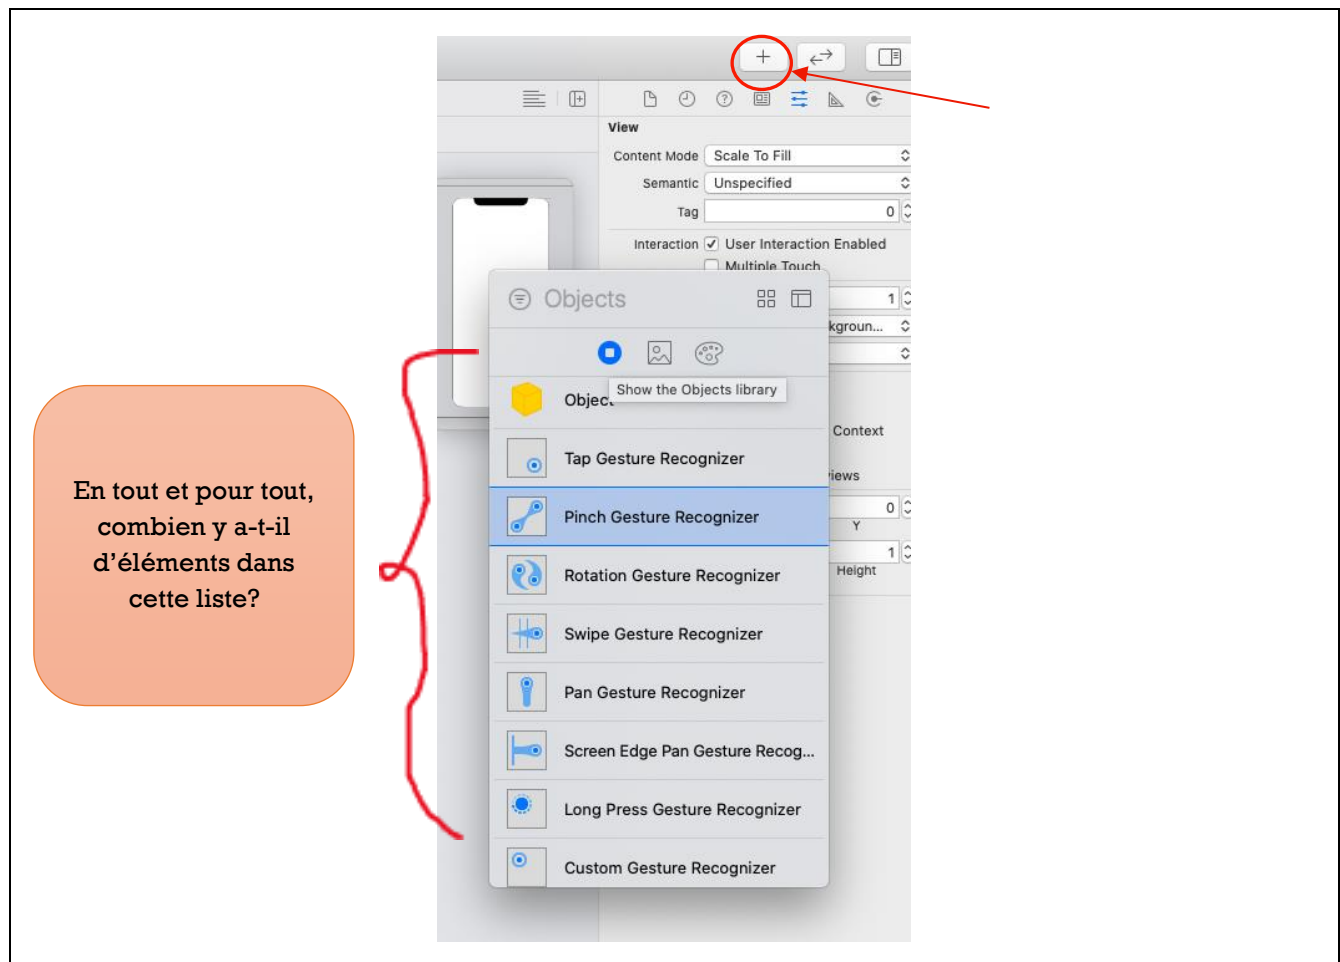 View
Content Mode Scale To Fill
Semantic Unspecified
Tag 0
Interaction User Interaction Enabled
Multiple Touch
Objects
1
kgroun...
Show the Objects library
Object
Context
Tap Gesture Recognizer
views
Pinch Gesture Recognizer
0
Y
1
Rotation Gesture Recognizer
Height
Swipe Gesture Recognizer
Pan Gesture Recognizer
Screen Edge Pan Gesture Recog...
Long Press Gesture Recognizer
Custom Gesture Recognizer
En tout et pour tout,
combien y a-t-il
d’éléments dans
cette liste?